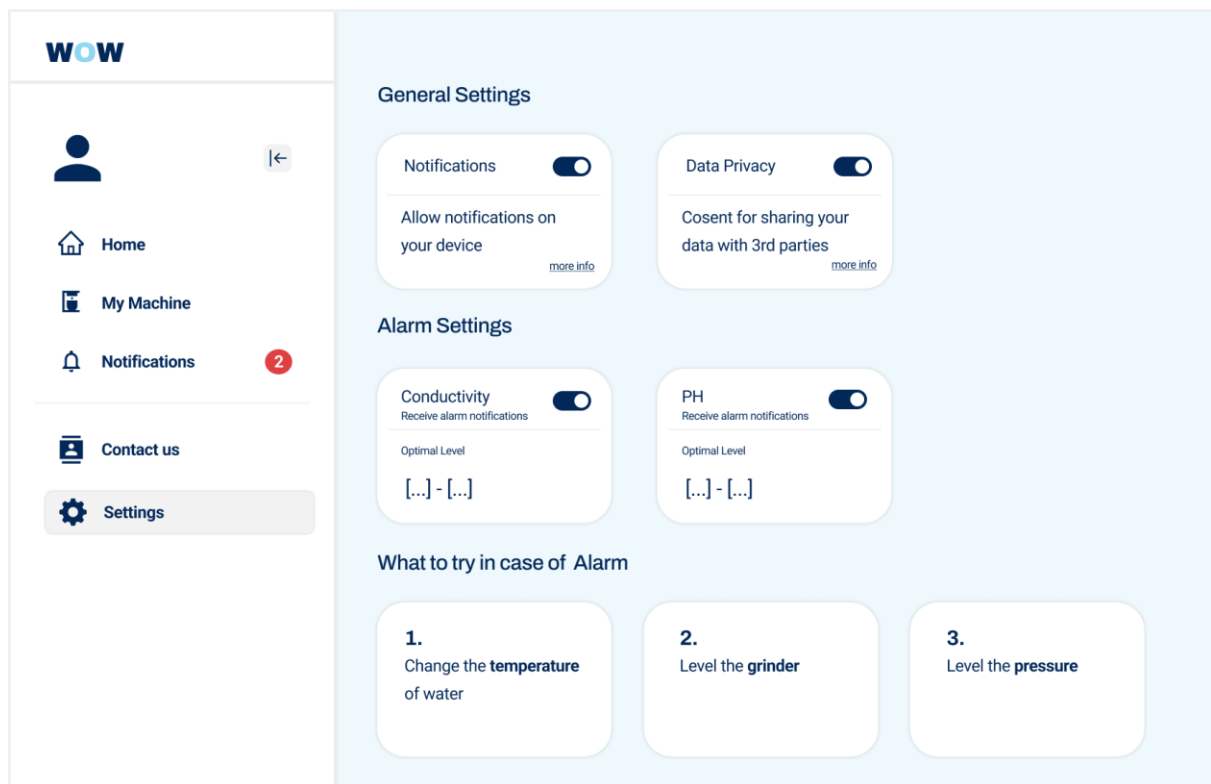 WOW
Home
My Machine
Notifications 2
Contact us
Settings
General Settings
Notifications
Allow notifications on
your device
more info
Data Privacy
Cosent for sharing your
data with 3rd parties
more info
Alarm Settings
Conductivity
Receive alarm notifications
Optimal Level
[...] - [...]
PH
Receive alarm notifications
Optimal Level
[...] - [...]
What to try in case of Alarm
1.
Change the temperature
of water
2.
Level the grinder
3.
Level the pressure